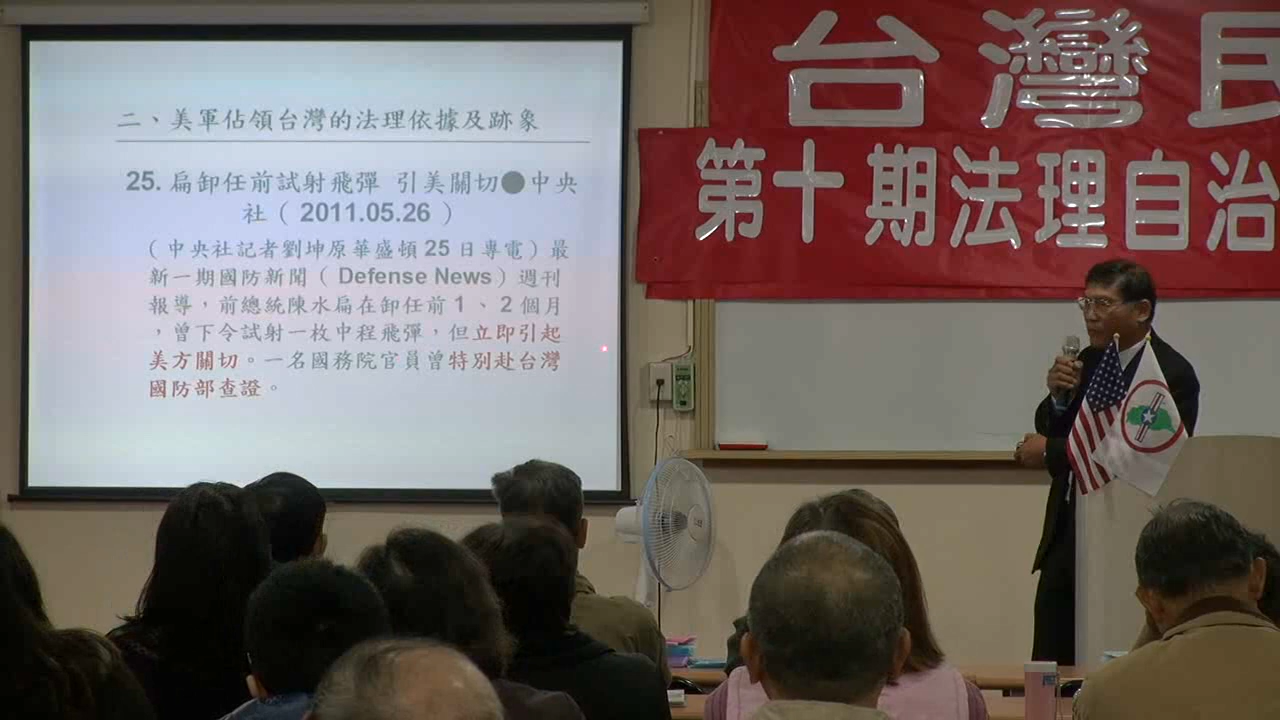 二、美軍佔領台灣的法理依據及跡象
25. 扁卸任前試射飛彈 引美關切●中央
社（2011.05.26）
（中央社記者劉坤原華盛頓25日專電）最
新一期國防新聞（Defense News）週刊
報導，前總統陳水扁在卸任前1、2個月
，曾下令試射一枚中程飛彈，但立即引起
美方關切。一名國務院官員曾特別赴台灣
國防部查證。
台灣民
第十期法理自治